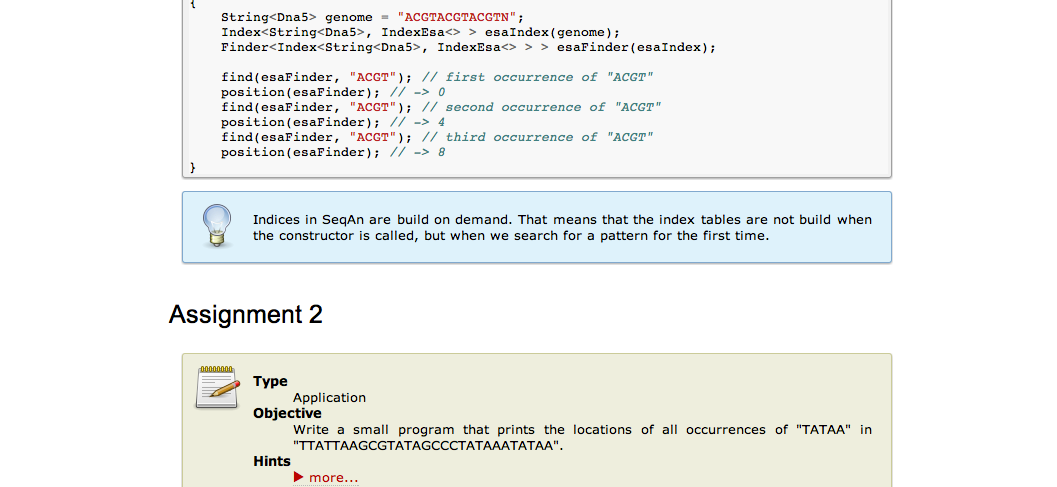 {
String<Dna5> genome = "ACGTACGTACGTN";
Index<String<Dna5>, IndexEsa<> > esaIndex(genome);
Finder<Index<String<Dna5>, IndexEsa<> > > esaFinder(esaIndex);
find(esaFinder, "ACGT"); // first occurrence of "ACGT"
position(esaFinder); // -> 0
find(esaFinder, "ACGT"); // second occurrence of "ACGT"
position(esaFinder); // -> 4
find(esaFinder, "ACGT"); // third occurrence of "ACGT"
position(esaFinder); // -> 8
}
Indices in SeqAn are build on demand. That means that the index tables are not build when
the constructor is called, but when we search for a pattern for the first time.
Assignment 2
Type
Application
Objective
Write a small program that prints the locations of all occurrences of "TATAA" in
"TTATTAAGCGTATAGCCCTATAAATATAA".
Hints
▶ more...